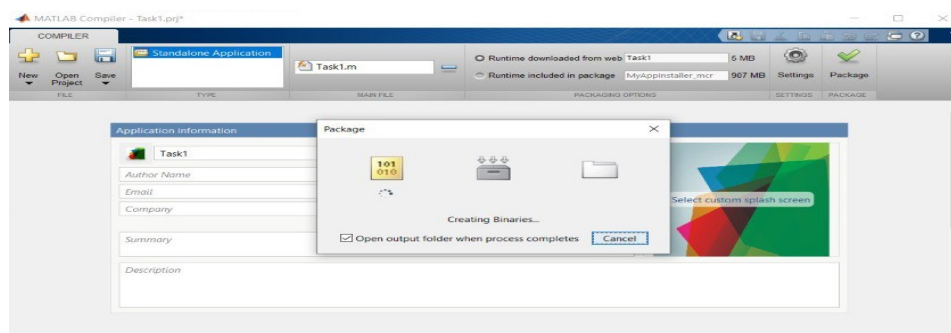 MATLAB Compiler - Task1.prj*
COMPILER
New
Open Project
Save
FILE
Standalone Application
TYPE
Task1.m
MAIN FILE
Runtime downloaded from web Task1 5 MB
Runtime included in package MyAppInstaller_mcr 907 MB
PACKAGING OPTIONS
Settings
SETTINGS
Package
PACKAGE
Application information
Task1
Author Name
Email
Company
Summary
Description
Select custom splash screen
Package
101
010
Creating Binaries...
Open output folder when process completes Cancel